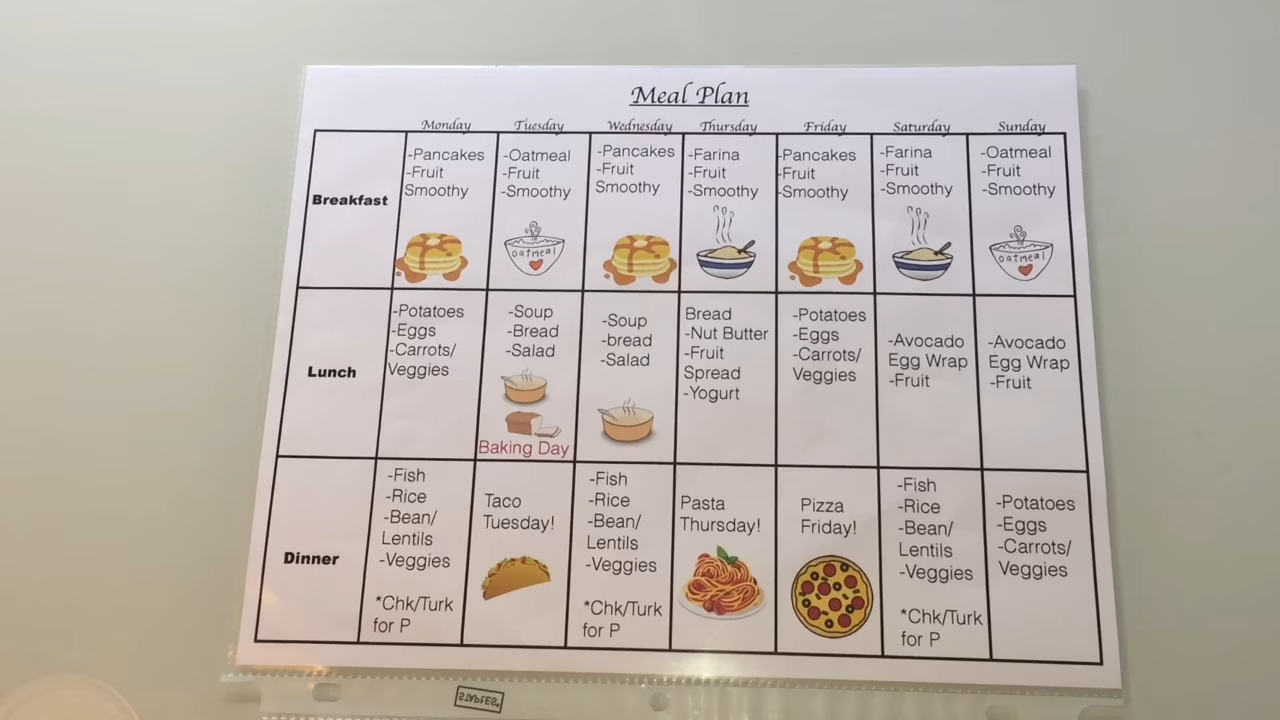 Meal Plan
Monday Tuesday Wednesday Thursday Friday Saturday Sunday
Breakfast
-Pancakes
-Fruit
Smoothy
-Oatmeal
-Fruit
-Smoothy
oatmeal
-Pancakes
-Fruit
Smoothy
-Farina
-Fruit
-Smoothy
-Pancakes
-Fruit
-Smoothy
-Farina
-Fruit
-Smoothy
-Oatmeal
-Fruit
-Smoothy
oatmeal
Lunch
-Potatoes
-Eggs
-Carrots/
Veggies
-Soup
-Bread
-Salad
Baking Day
-Soup
-bread
-Salad
Bread
-Nut Butter
-Fruit
Spread
-Yogurt
-Potatoes
-Eggs
-Carrots/
Veggies
-Avocado
Egg Wrap
-Fruit
-Avocado
Egg Wrap
-Fruit
Dinner
-Fish
-Rice
-Bean/
Lentils
-Veggies
*Chk/Turk
for P
Taco
Tuesday!
-Fish
-Rice
-Bean/
Lentils
-Veggies
*Chk/Turk
for P
Pasta
Thursday!
Pizza
Friday!
-Fish
-Rice
-Bean/
Lentils
-Veggies
*Chk/Turk
for P
-Potatoes
-Eggs
-Carrots/
Veggies
STAPLES